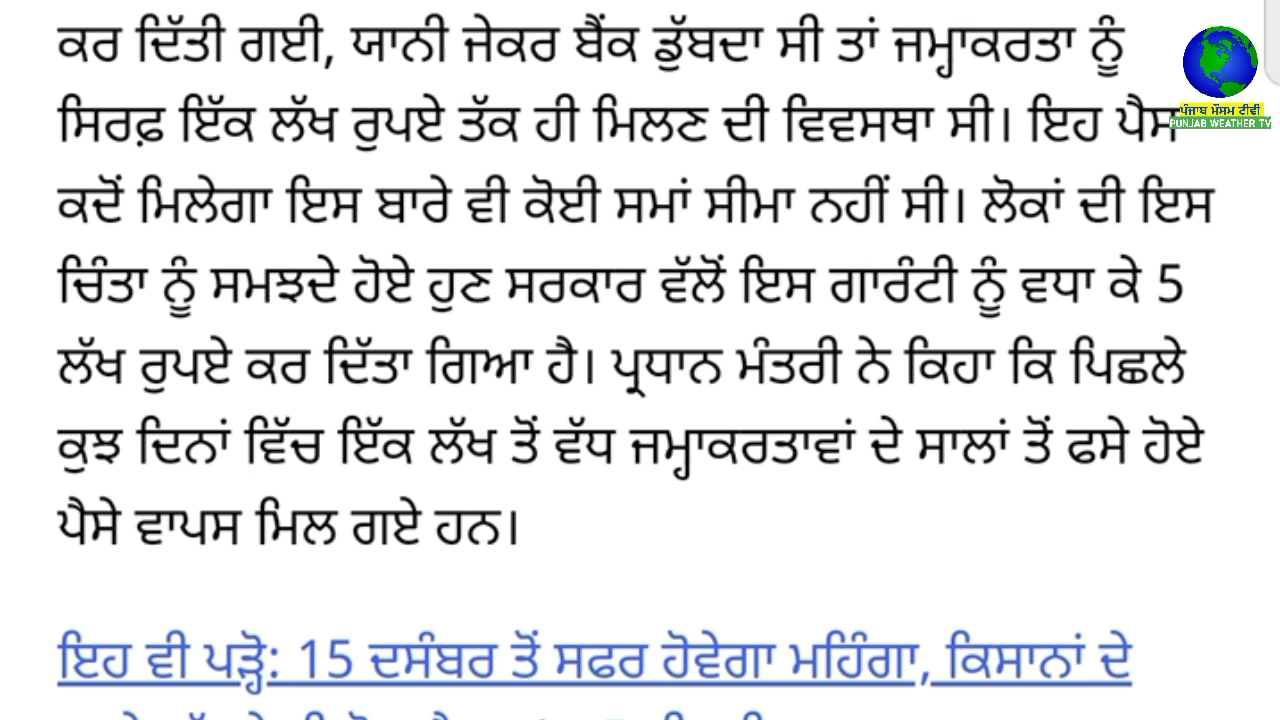 ਕਰ ਦਿੱਤੀ ਗਈ, ਯਾਨੀ ਜੇਕਰ ਬੈਂਕ ਡੁੱਬਦਾ ਸੀ ਤਾਂ ਜਮ੍ਹਾਕਰਤਾ ਨੂੰ
ਸਿਰਫ਼ ਇੱਕ ਲੱਖ ਰੁਪਏ ਤੱਕ ਹੀ ਮਿਲਣ ਦੀ ਵਿਵਸਥਾ ਸੀ। ਇਹ ਪੈਸ
ਕਦੋਂ ਮਿਲੇਗਾ ਇਸ ਬਾਰੇ ਵੀ ਕੋਈ ਸਮਾਂ ਸੀਮਾ ਨਹੀਂ ਸੀ। ਲੋਕਾਂ ਦੀ ਇਸ
ਚਿੰਤਾ ਨੂੰ ਸਮਝਦੇ ਹੋਏ ਹੁਣ ਸਰਕਾਰ ਵੱਲੋਂ ਇਸ ਗਾਰੰਟੀ ਨੂੰ ਵਧਾ ਕੇ 5
ਲੱਖ ਰੁਪਏ ਕਰ ਦਿੱਤਾ ਗਿਆ ਹੈ। ਪ੍ਰਧਾਨ ਮੰਤਰੀ ਨੇ ਕਿਹਾ ਕਿ ਪਿਛਲੇ
ਕੁਝ ਦਿਨਾਂ ਵਿੱਚ ਇੱਕ ਲੱਖ ਤੋਂ ਵੱਧ ਜਮ੍ਹਾਕਰਤਾਵਾਂ ਦੇ ਸਾਲਾਂ ਤੋਂ ਫਸੇ ਹੋਏ
ਪੈਸੇ ਵਾਪਸ ਮਿਲ ਗਏ ਹਨ।
ਇਹ ਵੀ ਪੜ੍ਹੋ: 15 ਦਸੰਬਰ ਤੋਂ ਸਫਰ ਹੋਵੇਗਾ ਮਹਿੰਗਾ, ਕਿਸਾਨਾਂ ਦੇ
ਪੰਜਾਬ ਮੌਸਮ ਟੀਵੀ
PUNJAB WEATHER TV